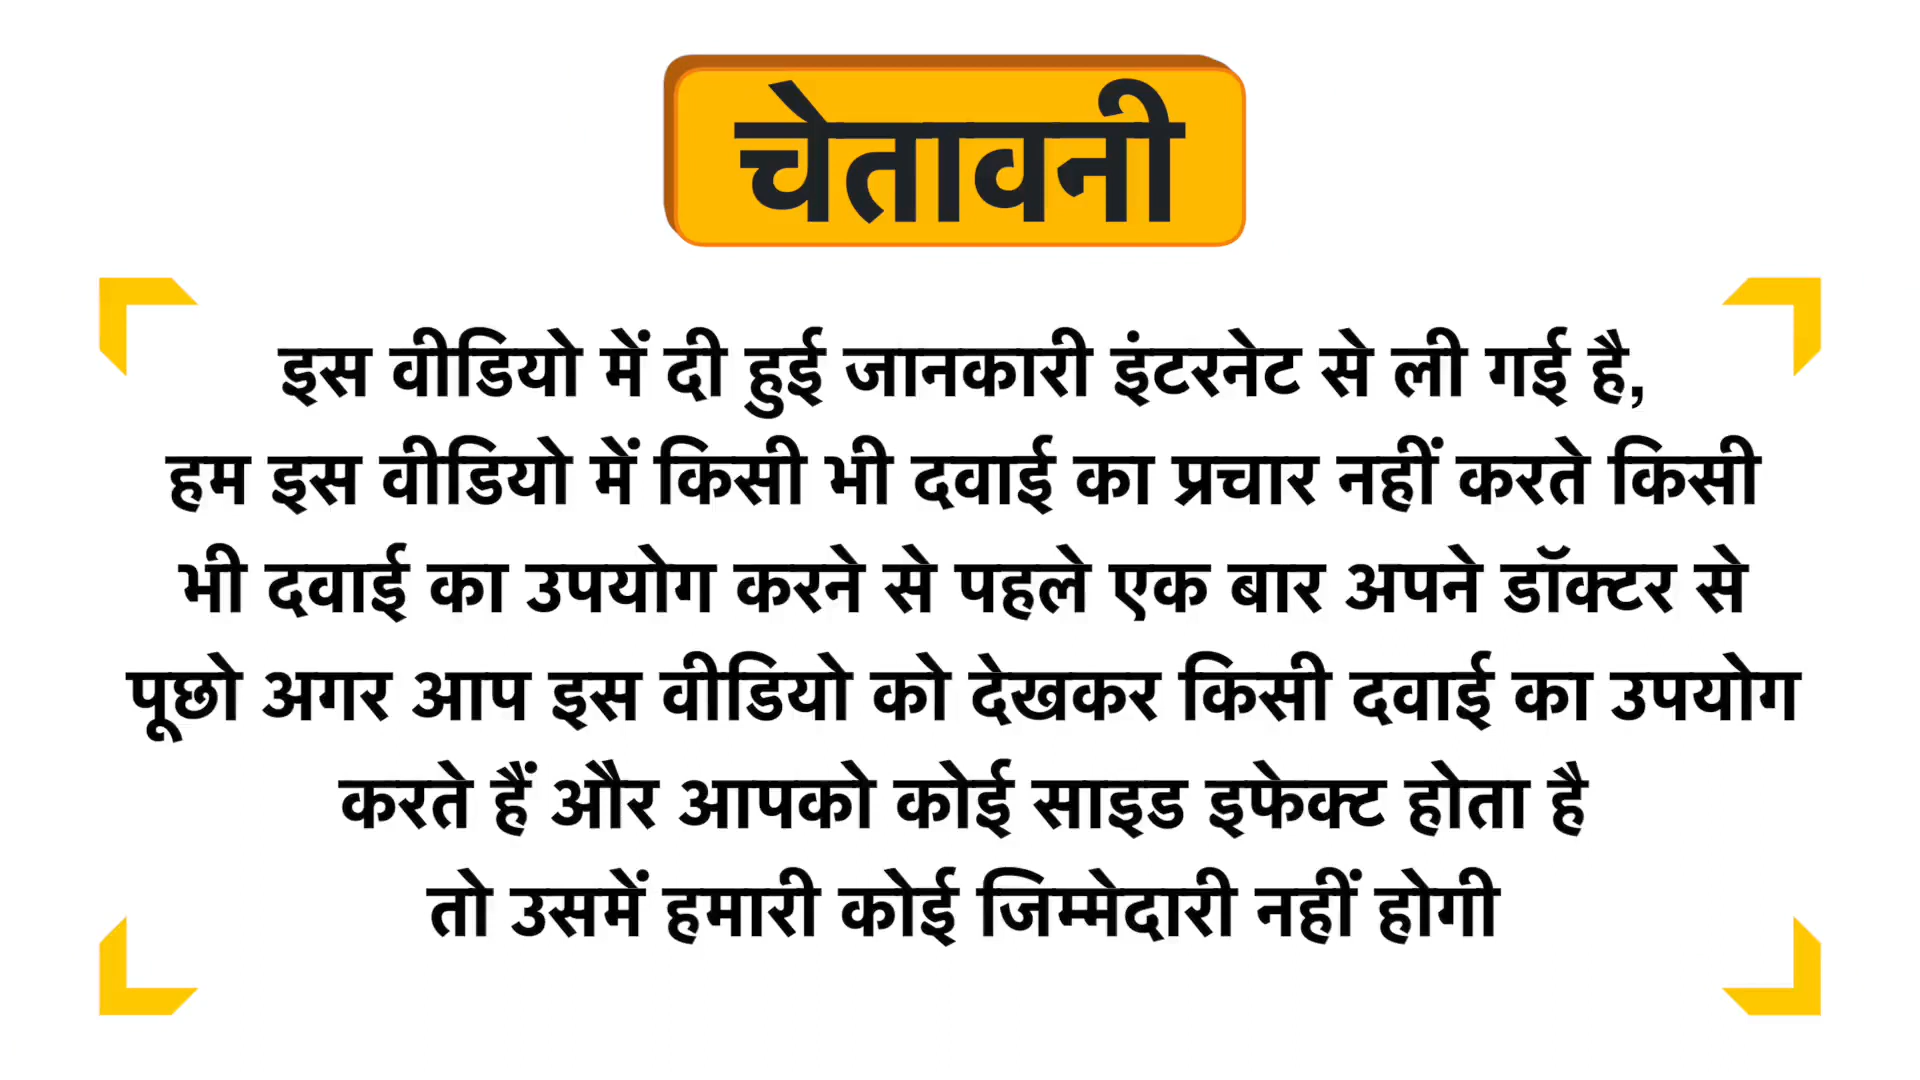 चेतावनी
इस वीडियो में दी हुई जानकारी इंटरनेट से ली गई है,
हम इस वीडियो में किसी भी दवाई का प्रचार नहीं करते किसी
भी दवाई का उपयोग करने से पहले एक बार अपने डॉक्टर से
पूछो अगर आप इस वीडियो को देखकर किसी दवाई का उपयोग
करते हैं और आपको कोई साइड इफेक्ट होता है
तो उसमें हमारी कोई जिम्मेदारी नहीं होगी